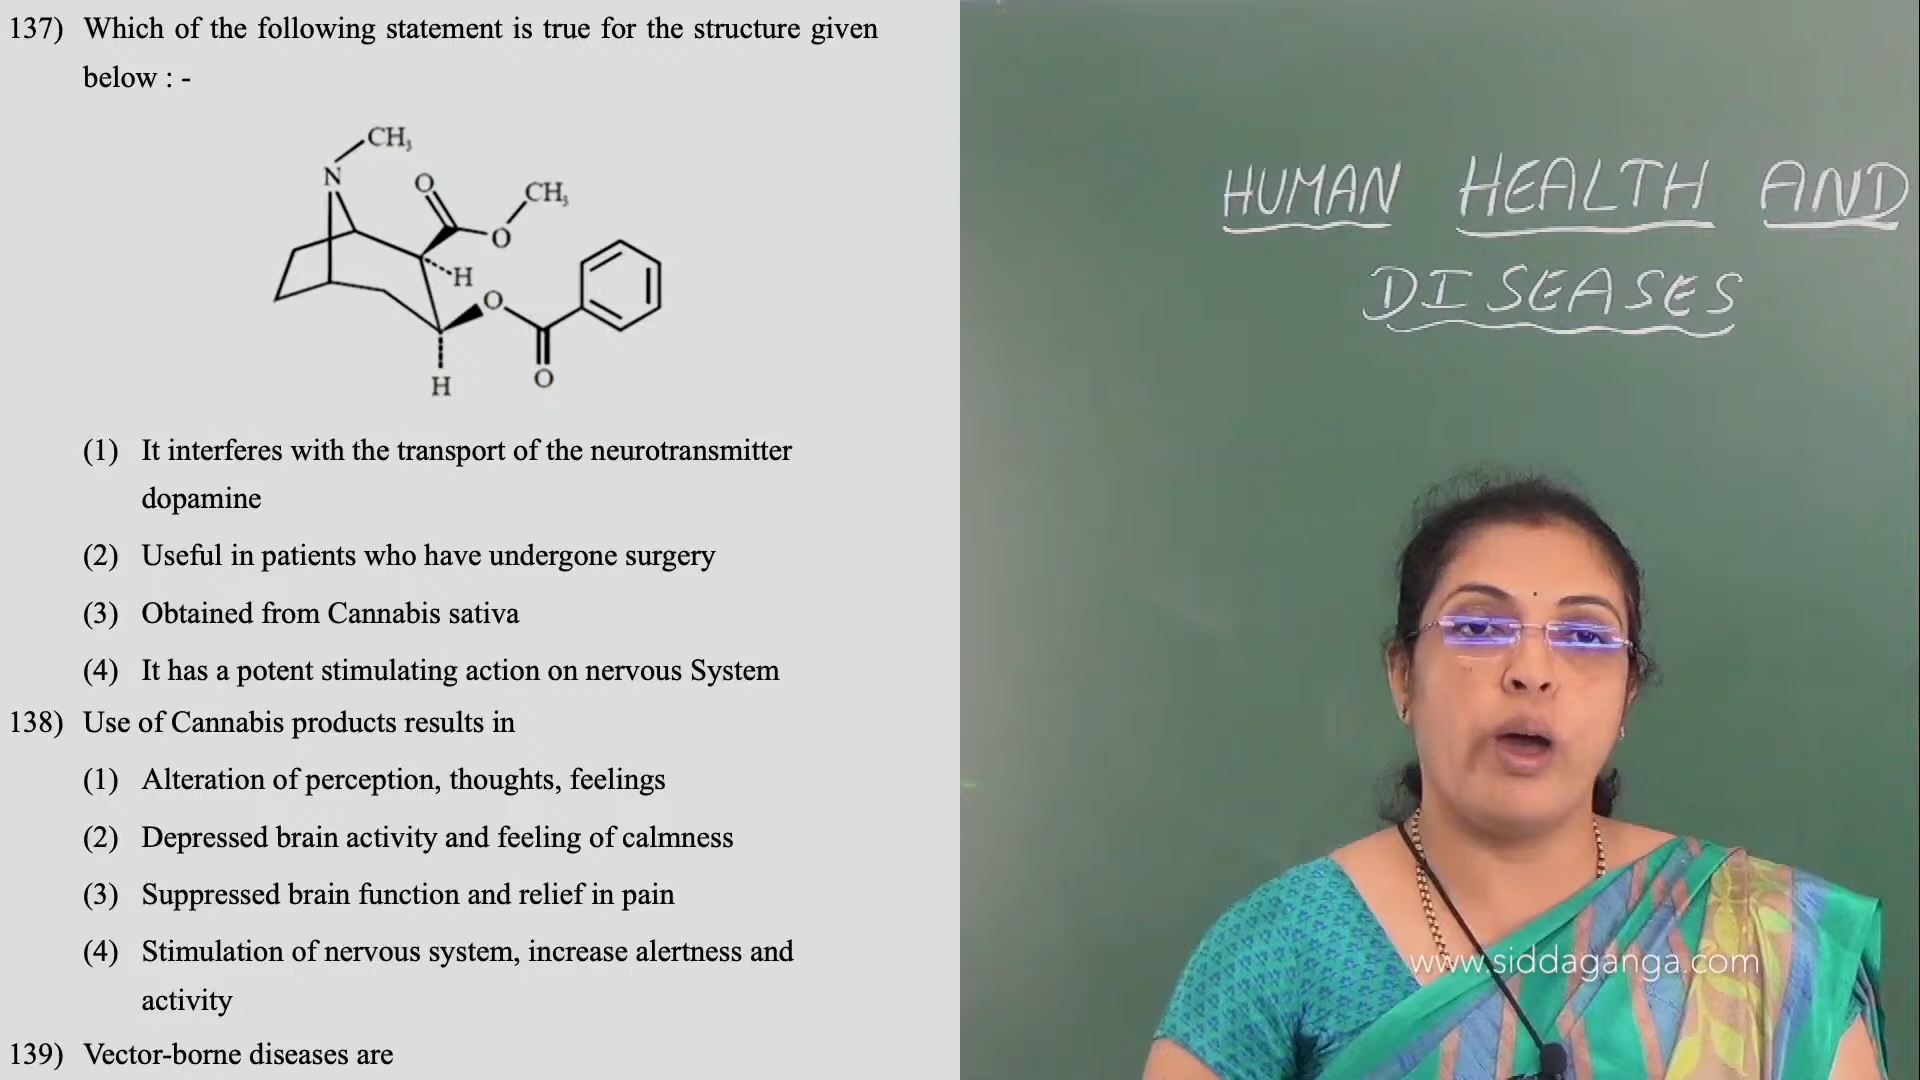 137) Which of the following statement is true for the structure given
below : -
CH₃
N
O
CH₃
O
H
O
H
O
(1) It interferes with the transport of the neurotransmitter
dopamine
(2) Useful in patients who have undergone surgery
(3) Obtained from Cannabis sativa
(4) It has a potent stimulating action on nervous System
138) Use of Cannabis products results in
(1) Alteration of perception, thoughts, feelings
(2) Depressed brain activity and feeling of calmness
(3) Suppressed brain function and relief in pain
(4) Stimulation of nervous system, increase alertness and
activity
139) Vector-borne diseases are
HUMAN HEALTH AND
DISEASES
www.siddaganga.com